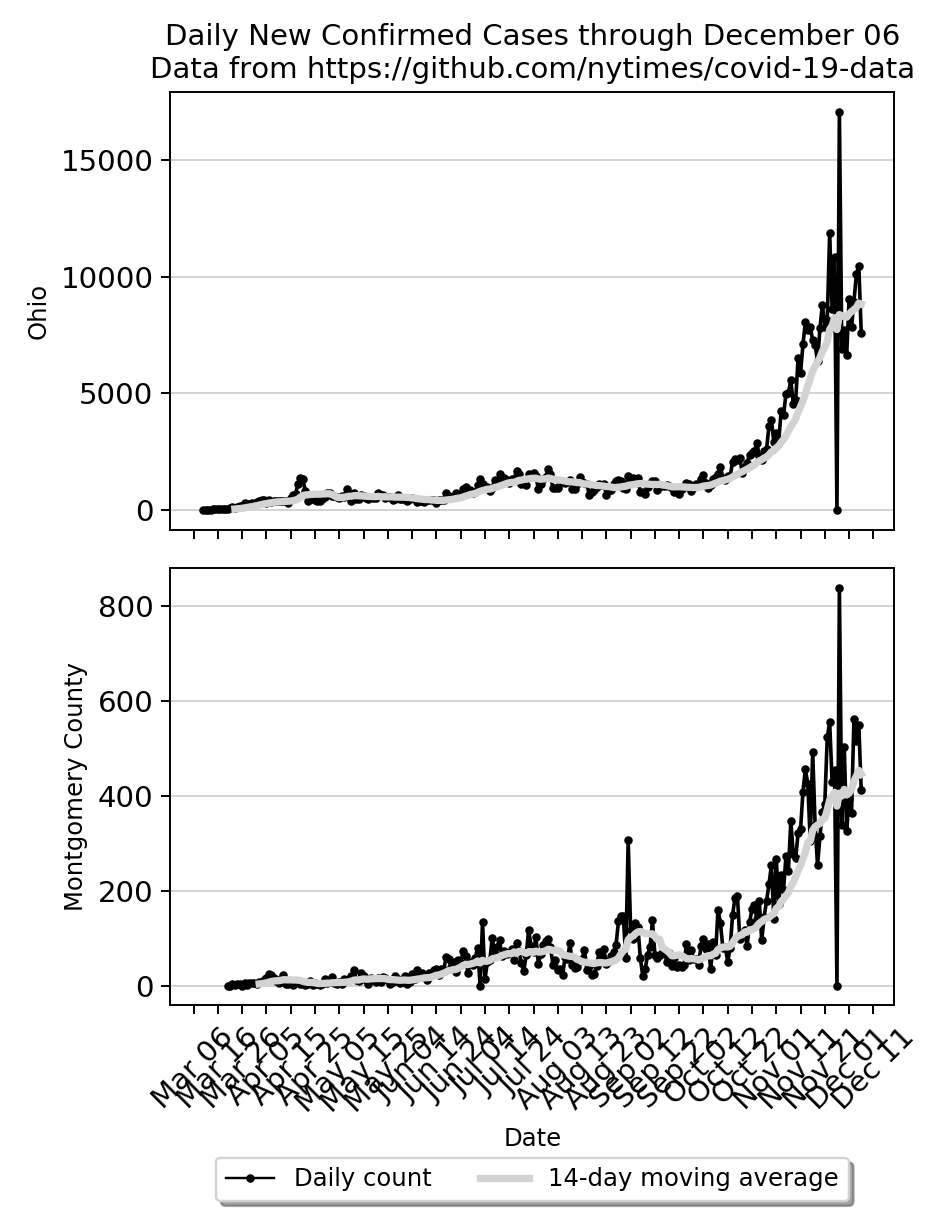 Daily New Confirmed Cases through December 06
Data from https://github.com/nytimes/covid-19-data
15000
10000
5000
0
Ohio
800
600
400
200
0
Montgomery County
Mar 06
Mar 16
Mar 26
Apr 05
Apr 15
Apr 25
May 05
May 15
May 25
Jun 04
Jun 14
Jun 24
Jul 04
Jul 14
Jul 24
Aug 03
Aug 13
Aug 23
Sep 02
Sep 12
Sep 22
Oct 02
Oct 12
Oct 22
Nov 01
Nov 11
Nov 21
Dec 01
Dec 11
Date
Daily count
14-day moving average